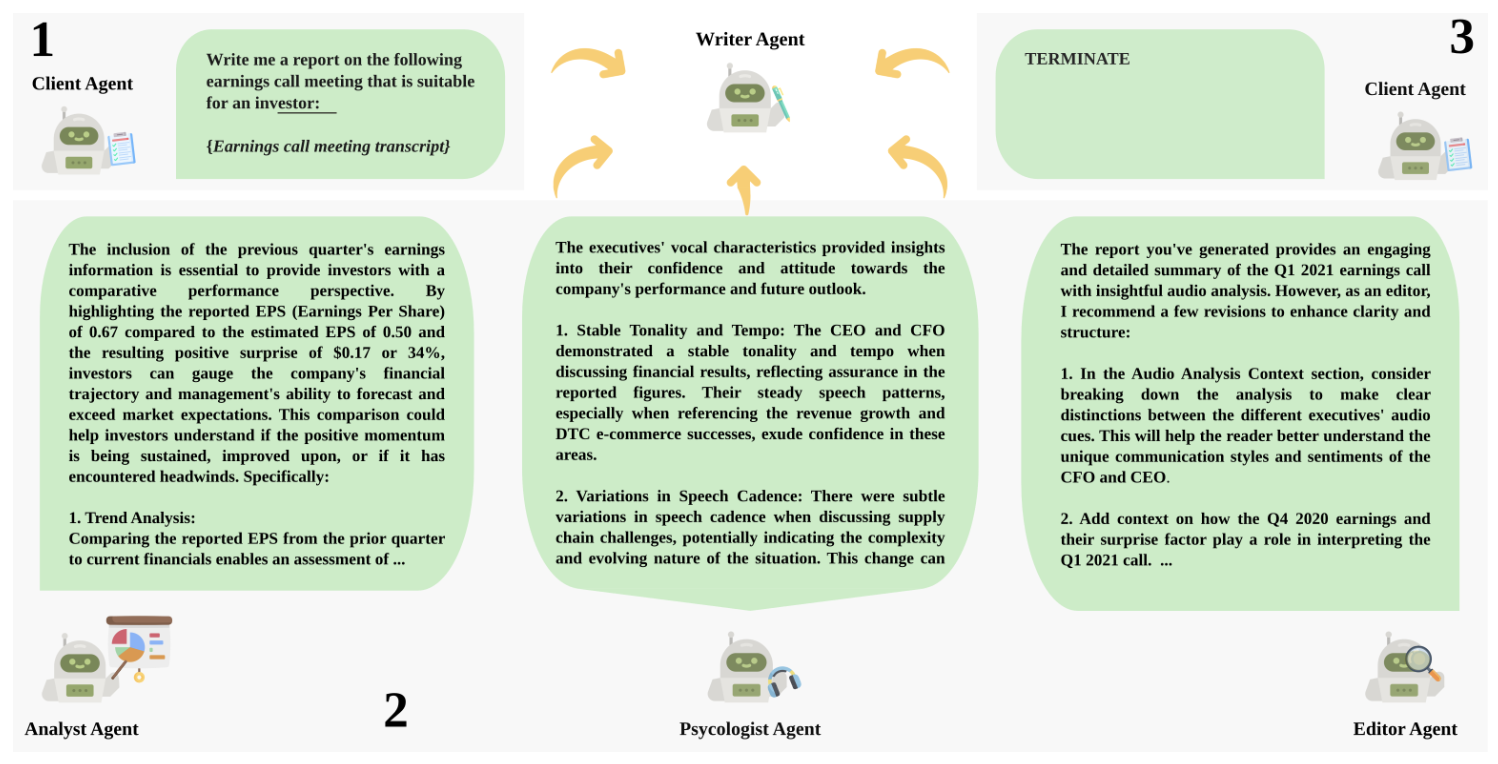 1
Client Agent
Write me a report on the following
earnings call meeting that is suitable
for an investor:
{Earnings call meeting transcript}
Writer Agent
3
Client Agent
TERMINATE
The inclusion of the previous quarter's earnings
information is essential to provide investors with a
comparative performance perspective. By
highlighting the reported EPS (Earnings Per Share)
of 0.67 compared to the estimated EPS of 0.50 and
the resulting positive surprise of $0.17 or 34%,
investors can gauge the company's financial
trajectory and management's ability to forecast and
exceed market expectations. This comparison could
help investors understand if the positive momentum
is being sustained, improved upon, or if it has
encountered headwinds. Specifically:
1. Trend Analysis:
Comparing the reported EPS from the prior quarter
to current financials enables an assessment of ...
Analyst Agent
2
The executives' vocal characteristics provided insights
into their confidence and attitude towards the
company's performance and future outlook.
1. Stable Tonality and Tempo: The CEO and CFO
demonstrated a stable tonality and tempo when
discussing financial results, reflecting assurance in the
reported figures. Their steady speech patterns,
especially when referencing the revenue growth and
DTC e-commerce successes, exude confidence in these
areas.
2. Variations in Speech Cadence: There were subtle
variations in speech cadence when discussing supply
chain challenges, potentially indicating the complexity
and evolving nature of the situation. This change can
Psycologist Agent
The report you've generated provides an engaging
and detailed summary of the Q1 2021 earnings call
with insightful audio analysis. However, as an editor,
I recommend a few revisions to enhance clarity and
structure:
1. In the Audio Analysis Context section, consider
breaking down the analysis to make clear
distinctions between the different executives' audio
cues. This will help the reader better understand the
unique communication styles and sentiments of the
CFO and CEO.
2. Add context on how the Q4 2020 earnings and
their surprise factor play a role in interpreting the
Q1 2021 call. ...
Editor Agent